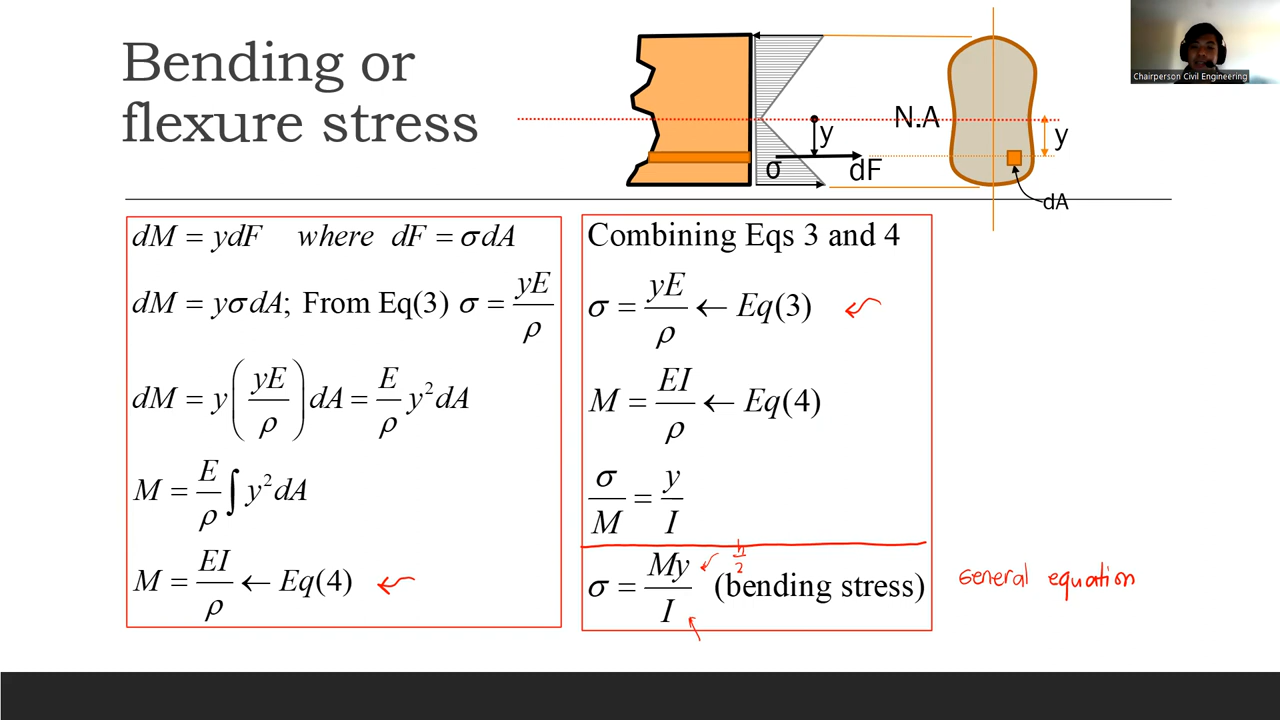 Bending or
flexure stress
N.A
y
y
σ
dF
dA
Chairperson Civil Engineering
dM = ydF where dF = σdA
dM = yσdA; From Eq(3) σ = yE/ρ
dM = y(yE/ρ)dA = E/ρ y²dA
M = E/ρ ∫ y²dA
M = EI/ρ ← Eq(4)
Combining Eqs 3 and 4
σ = yE/ρ ← Eq(3)
M = EI/ρ ← Eq(4)
σ/M = y/I
h/2
σ = My/I (bending stress)
General equation